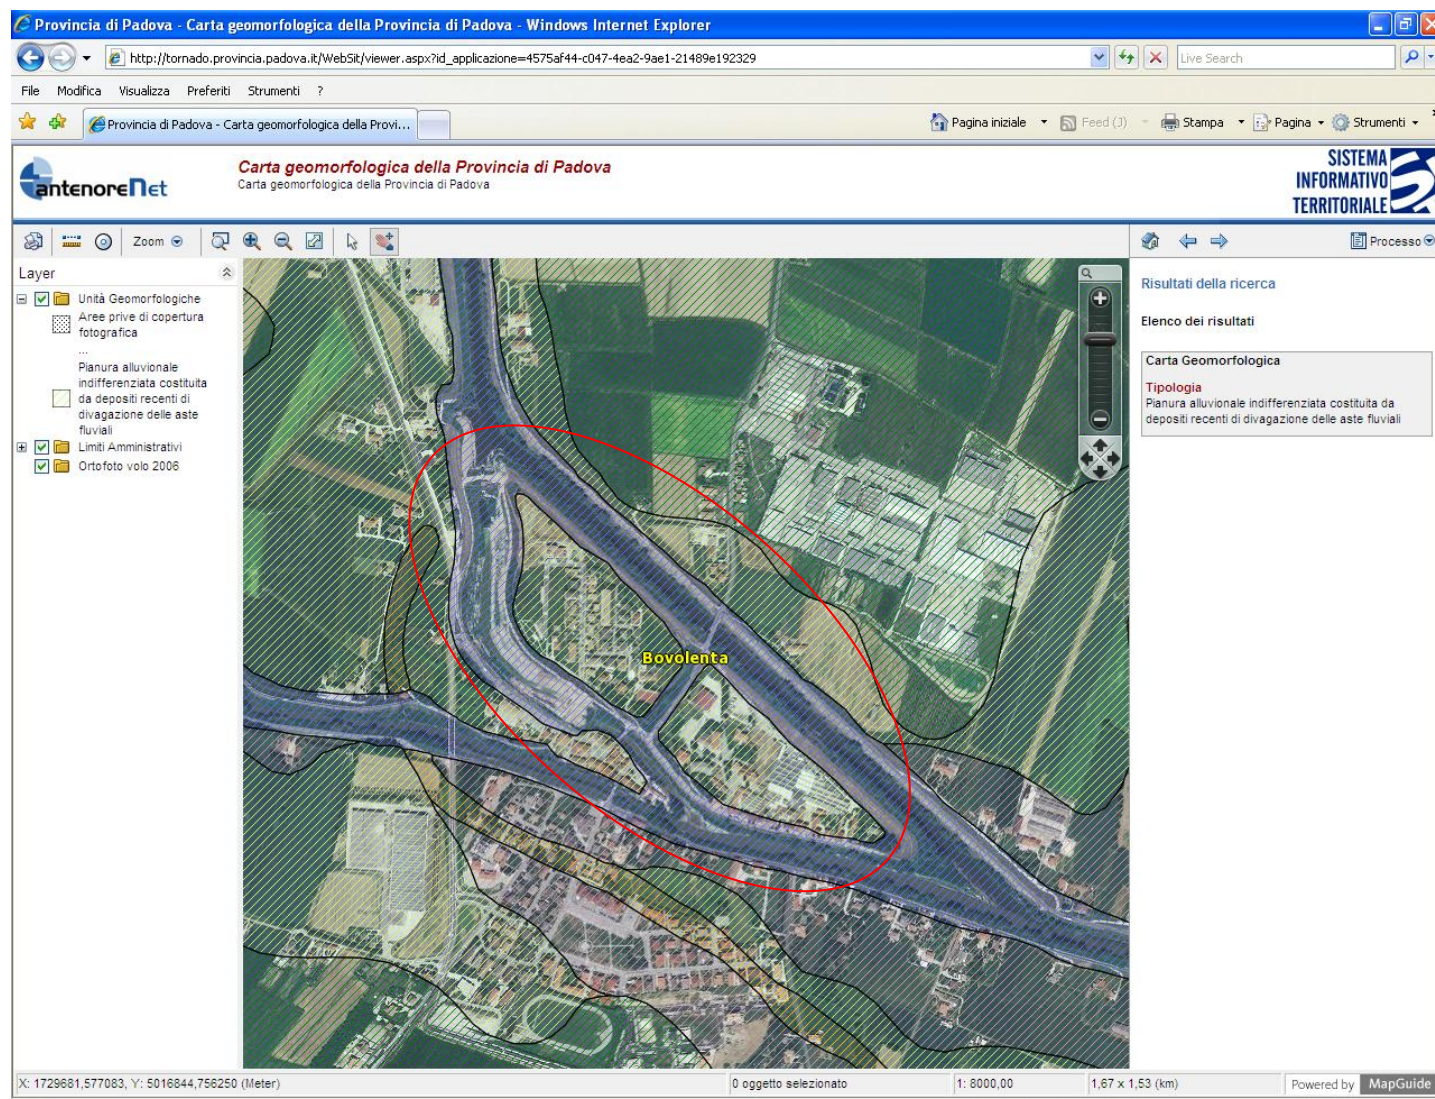 Provincia di Padova - Carta geomorfologica della Provincia di Padova - Windows Internet Explorer
http://tornado.provincia.padova.it/WebSit/viewer.aspx?id_applicazione=4575af44-c047-4ea2-9ae1-21489e192329
Live Search
File Modifica Visualizza Preferiti Strumenti ?
Provincia di Padova - Carta geomorfologica della Provi...
Pagina iniziale Feed (J) Stampa Pagina Strumenti
antenoreNet
Carta geomorfologica della Provincia di Padova
Carta geomorfologica della Provincia di Padova
SISTEMA
INFORMATIVO
TERRITORIALE
Zoom
Processo
Layer
Unità Geomorfologiche
Aree prive di copertura
fotografica
...
Pianura alluvionale
indifferenziata costituita
da depositi recenti di
divagazione delle aste
fluviali
Limiti Amministrativi
Ortofoto volo 2006
Bovolenta
Risultati della ricerca
Elenco dei risultati
Carta Geomorfologica
Tipologia
Pianura alluvionale indifferenziata costituita da
depositi recenti di divagazione delle aste fluviali
X: 1729681,577083, Y: 5016844,756250 (Meter)
0 oggetto selezionato
1: 8000,00
1,67 x 1,53 (km)
Powered by MapGuide